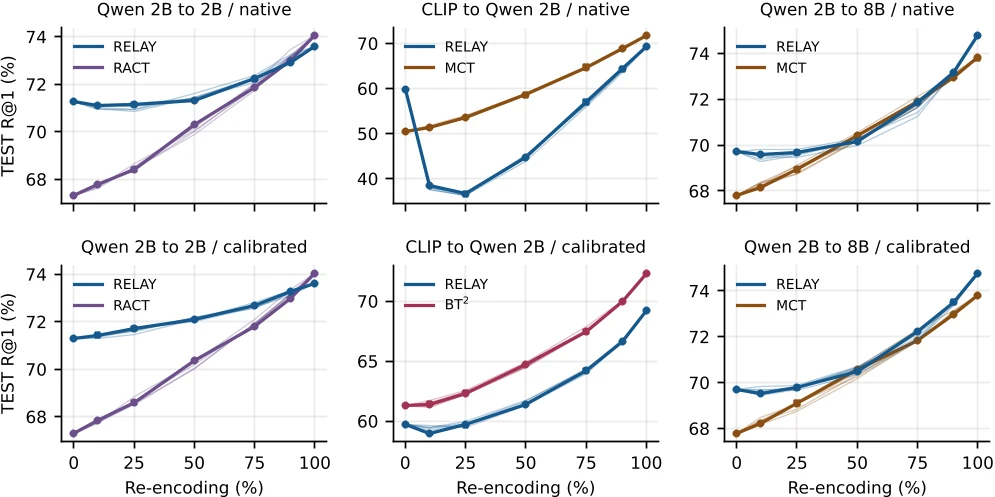 Qwen 2B to 2B / native
CLIP to Qwen 2B / native
Qwen 2B to 8B / native
TEST R@1 (%)
74
72
70
68
RELAY
RACT
70
60
50
40
RELAY
MCT
74
72
70
68
RELAY
MCT
Qwen 2B to 2B / calibrated
CLIP to Qwen 2B / calibrated
Qwen 2B to 8B / calibrated
TEST R@1 (%)
74
72
70
68
RELAY
RACT
70
65
60
RELAY
BT²
74
72
70
68
RELAY
MCT
0 25 50 75 100
0 25 50 75 100
0 25 50 75 100
Re-encoding (%)
Re-encoding (%)
Re-encoding (%)